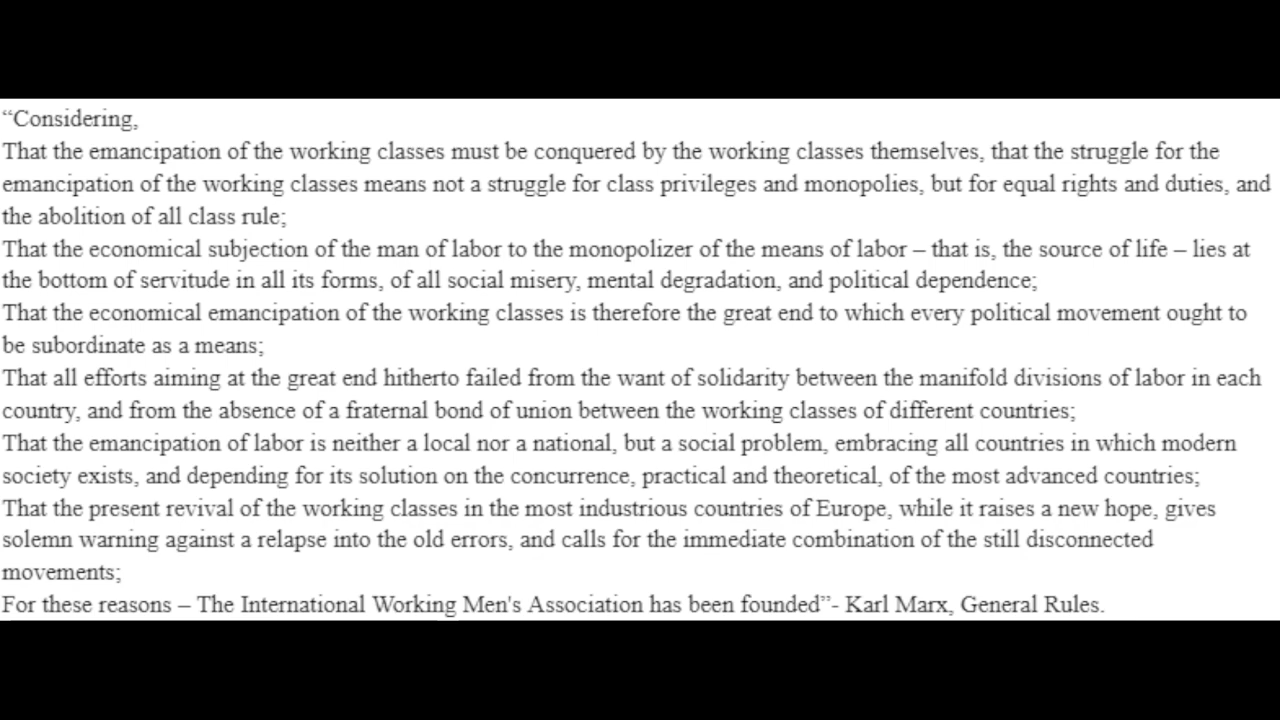 “Considering,
That the emancipation of the working classes must be conquered by the working classes themselves, that the struggle for the
emancipation of the working classes means not a struggle for class privileges and monopolies, but for equal rights and duties, and
the abolition of all class rule;
That the economical subjection of the man of labor to the monopolizer of the means of labor – that is, the source of life – lies at
the bottom of servitude in all its forms, of all social misery, mental degradation, and political dependence;
That the economical emancipation of the working classes is therefore the great end to which every political movement ought to
be subordinate as a means;
That all efforts aiming at the great end hitherto failed from the want of solidarity between the manifold divisions of labor in each
country, and from the absence of a fraternal bond of union between the working classes of different countries;
That the emancipation of labor is neither a local nor a national, but a social problem, embracing all countries in which modern
society exists, and depending for its solution on the concurrence, practical and theoretical, of the most advanced countries;
That the present revival of the working classes in the most industrious countries of Europe, while it raises a new hope, gives
solemn warning against a relapse into the old errors, and calls for the immediate combination of the still disconnected
movements;
For these reasons – The International Working Men's Association has been founded”- Karl Marx, General Rules.